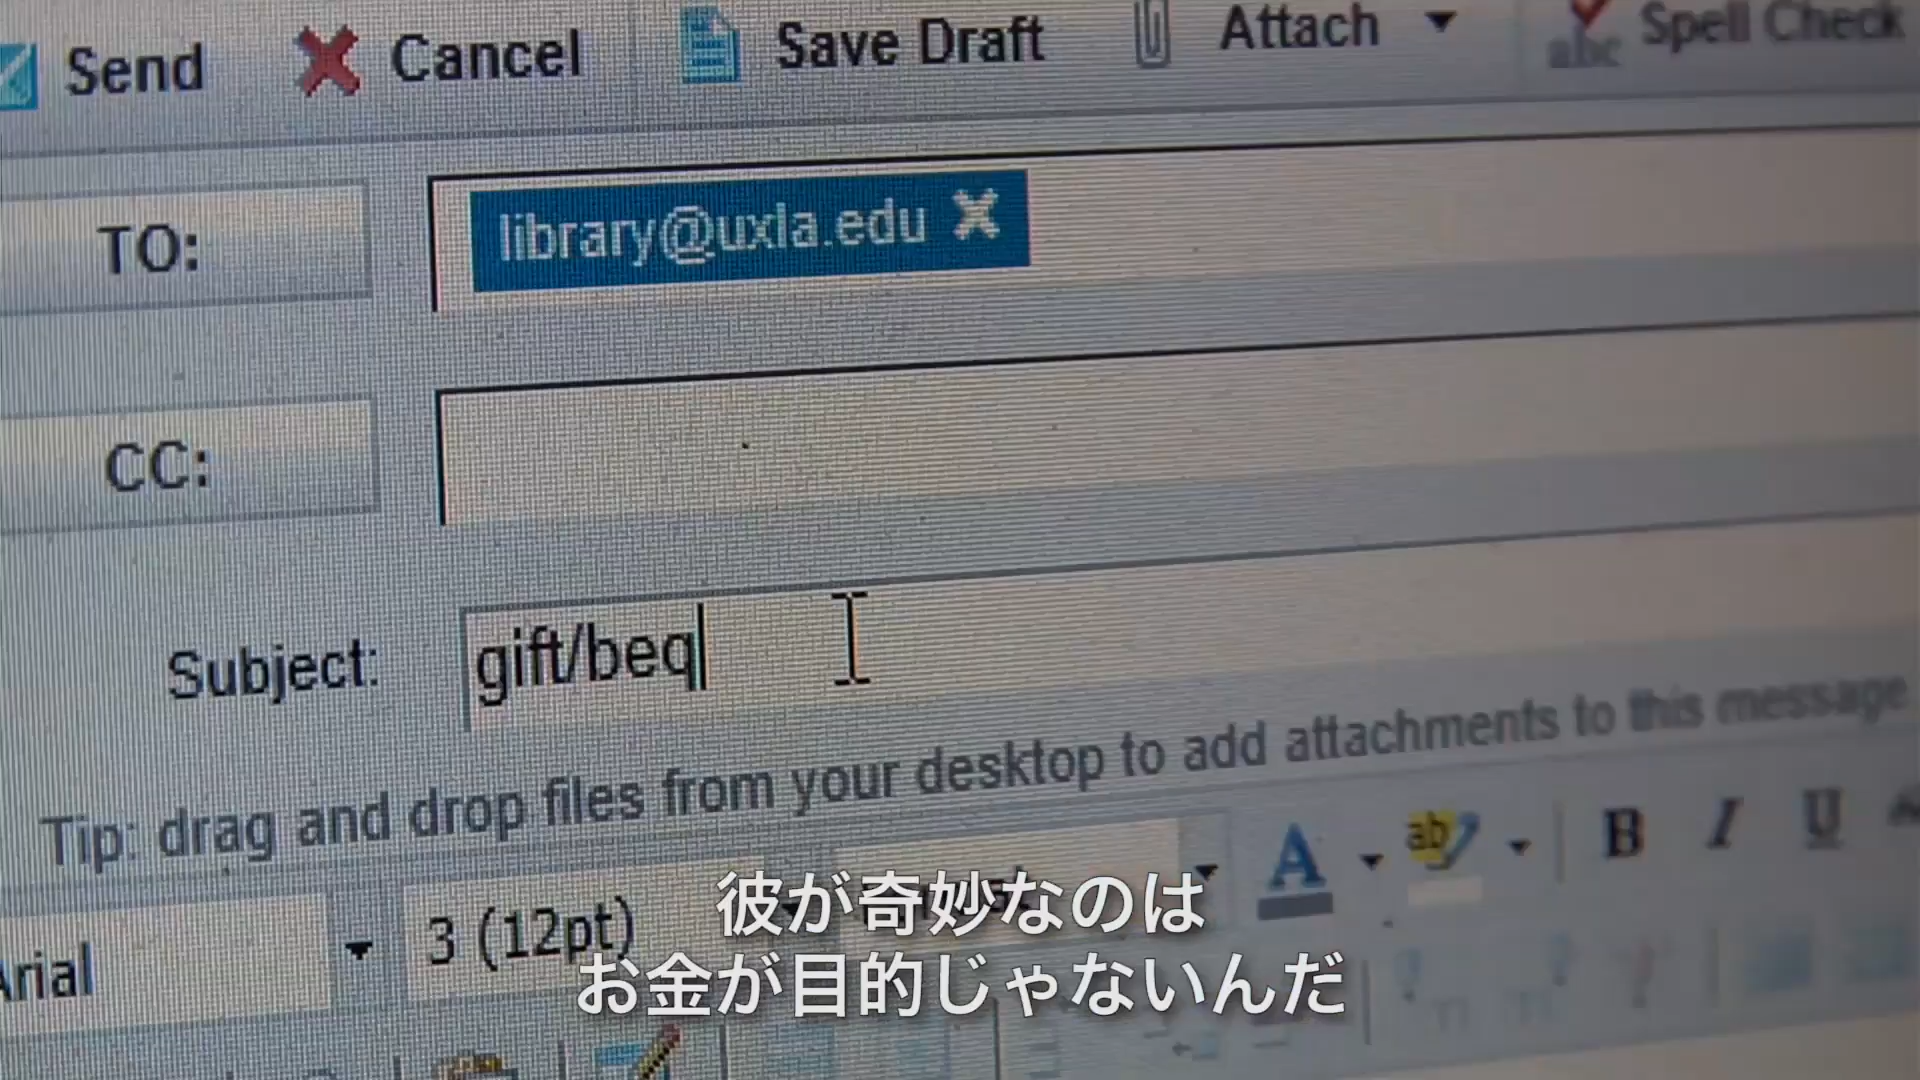 Send Cancel Save Draft Attach Spell Check
TO: library@uxla.edu
CC:
Subject: gift/beq
Tip: drag and drop files from your desktop to add attachments to this message
Arial 3 (12pt) A ab B I U
彼が奇妙なのは
お金が目的じゃないんだ